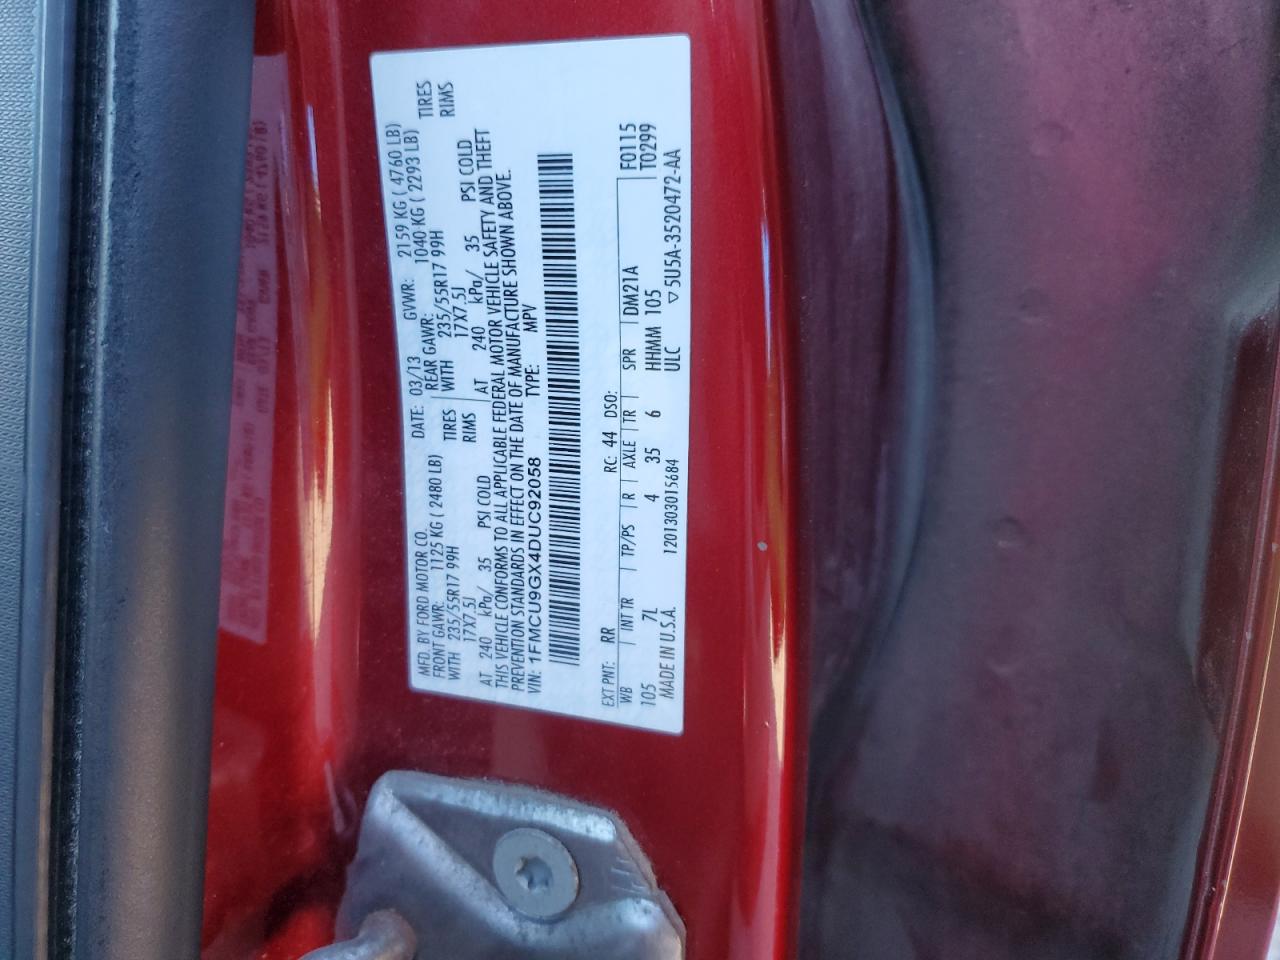 MFD. BY FORD MOTOR CO. DATE: 03/13 GVWR: 2159 KG ( 4760 LB)
FRONT GAWR: 1125 KG ( 2480 LB) REAR GAWR: 1040 KG ( 2293 LB)
WITH 235/55R17 99H TIRES WITH 235/55R17 99H TIRES
17X7.5J RIMS 17X7.5J RIMS
AT 240 kPa/ 35 PSI COLD AT 240 kPa/ 35 PSI COLD
THIS VEHICLE CONFORMS TO ALL APPLICABLE FEDERAL MOTOR VEHICLE SAFETY AND THEFT
PREVENTION STANDARDS IN EFFECT ON THE DATE OF MANUFACTURE SHOWN ABOVE.
VIN: 1FMCU9GX4DUC92058 TYPE: MPV
EXT PNT: RR RC: 44 DSO: F0115
WB INT TR TP/PS R AXLE TR SPR DM21A T0299
105 7L 4 35 6 HHMM 105
MADE IN U.S.A. 1201303015684 ULC ▽5U5A-3520472-AA